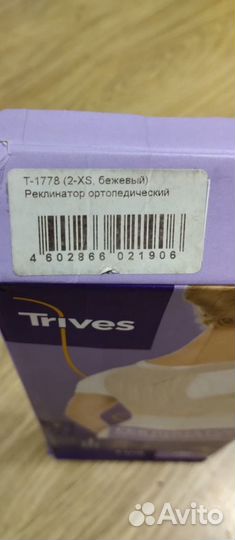 Т-1778 (2-XS, бежевый)
Реклинатор ортопедический
4 602866 021906
Trives
Avito